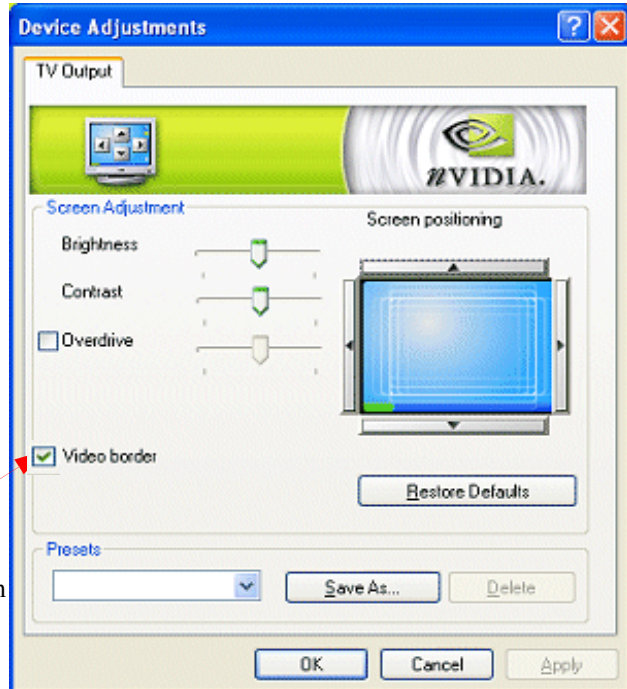 Device Adjustments
TV Output
nVIDIA.
Screen Adjustment
Screen positioning
Brightness
Contrast
Overdrive
Video border
Restore Defaults
Presets
Save As...
Delete
OK
Cancel
Apply